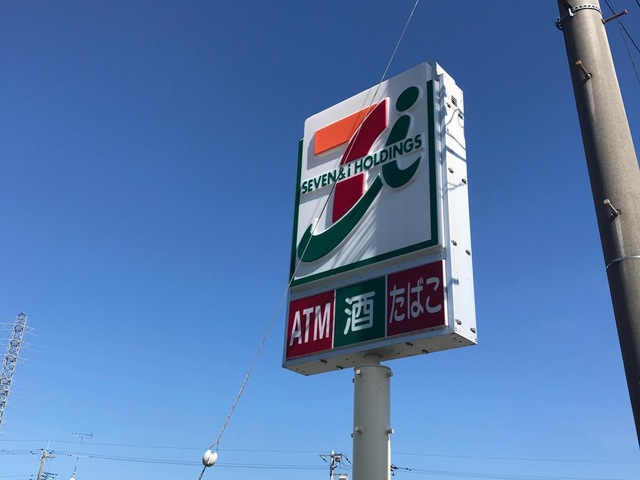 SEVEN&i HOLDINGS
ATM 酒 たばこ